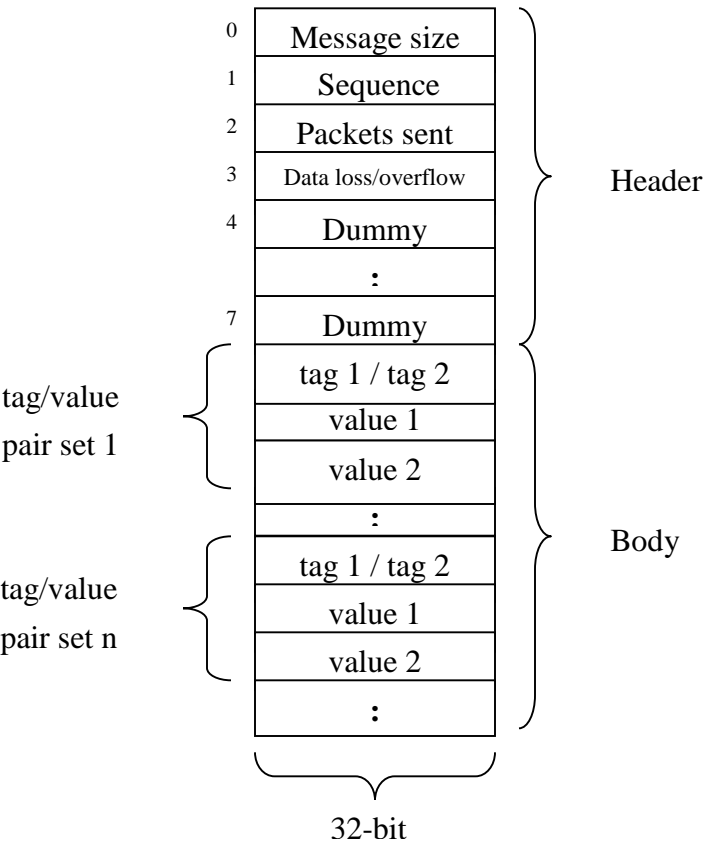 0 Message size
1 Sequence
2 Packets sent
3 Data loss/overflow
Header
4 Dummy
:
7 Dummy
tag/value
pair set 1
tag 1 / tag 2
value 1
value 2
:
Body
tag/value
pair set n
tag 1 / tag 2
value 1
value 2
:
32-bit